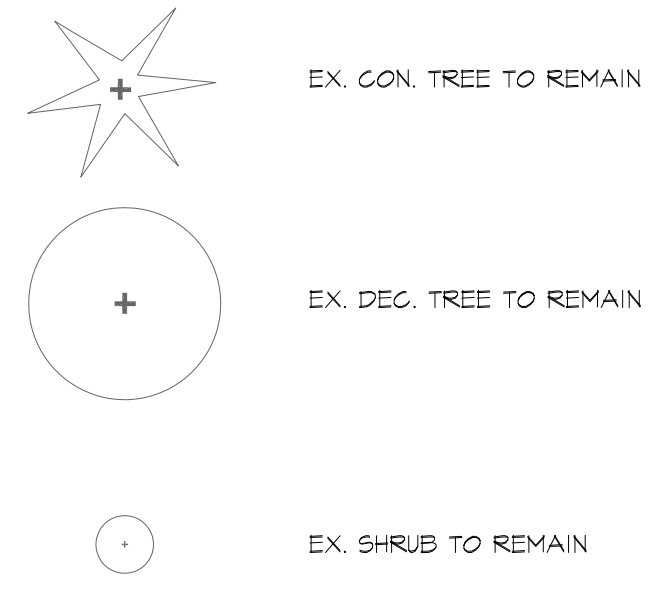 EX. CON. TREE TO REMAIN
EX. DEC. TREE TO REMAIN
EX. SHRUB TO REMAIN